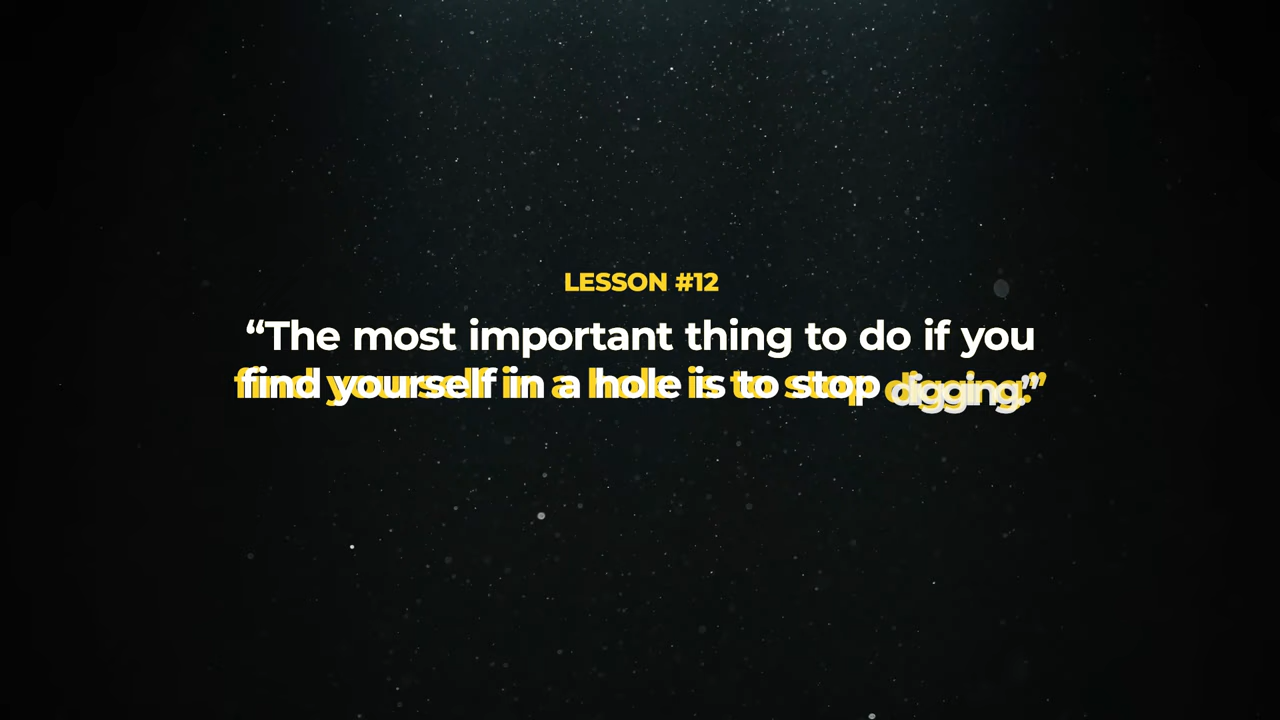 LESSON #12
“The most important thing to do if you
find yourself in a hole is to stop digging.”